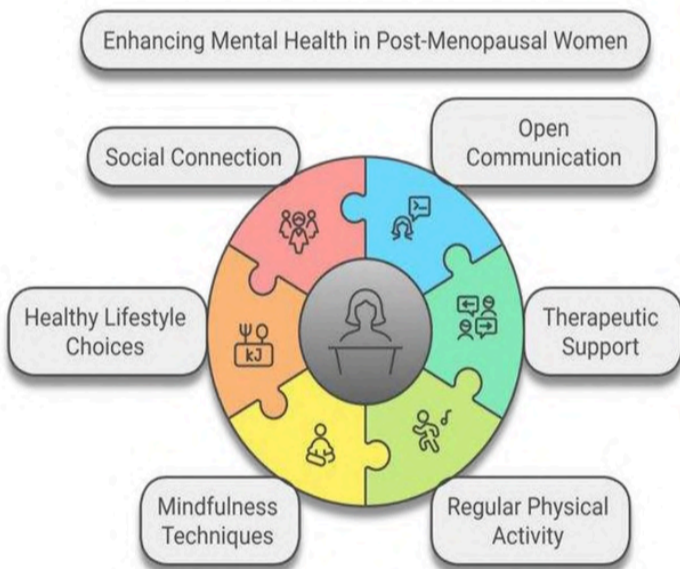 Enhancing Mental Health in Post-Menopausal Women
Social Connection
Open
Communication
Healthy Lifestyle
Choices
kJ
Therapeutic
Support
Mindfulness
Techniques
Regular Physical
Activity